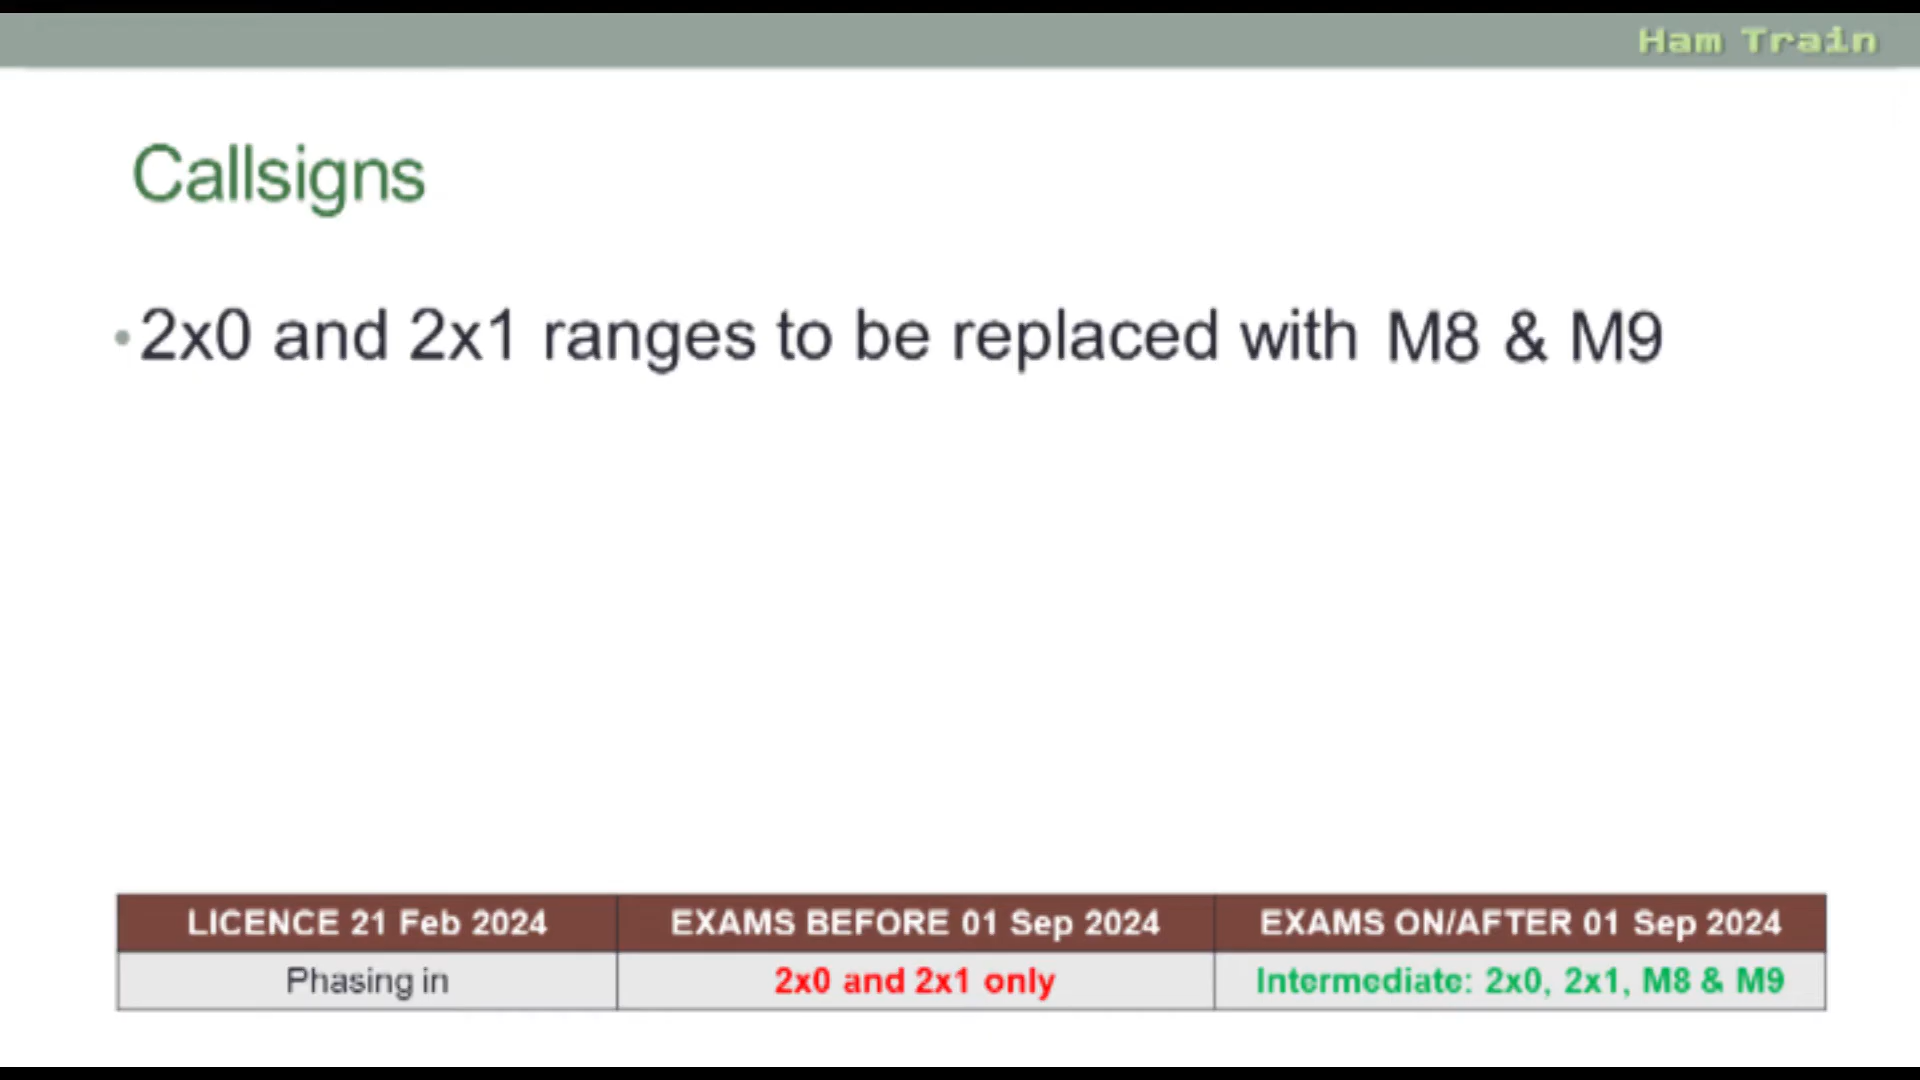 Ham Train
Callsigns
•2x0 and 2x1 ranges to be replaced with M8 & M9
LICENCE 21 Feb 2024 EXAMS BEFORE 01 Sep 2024 EXAMS ON/AFTER 01 Sep 2024
Phasing in 2x0 and 2x1 only Intermediate: 2x0, 2x1, M8 & M9